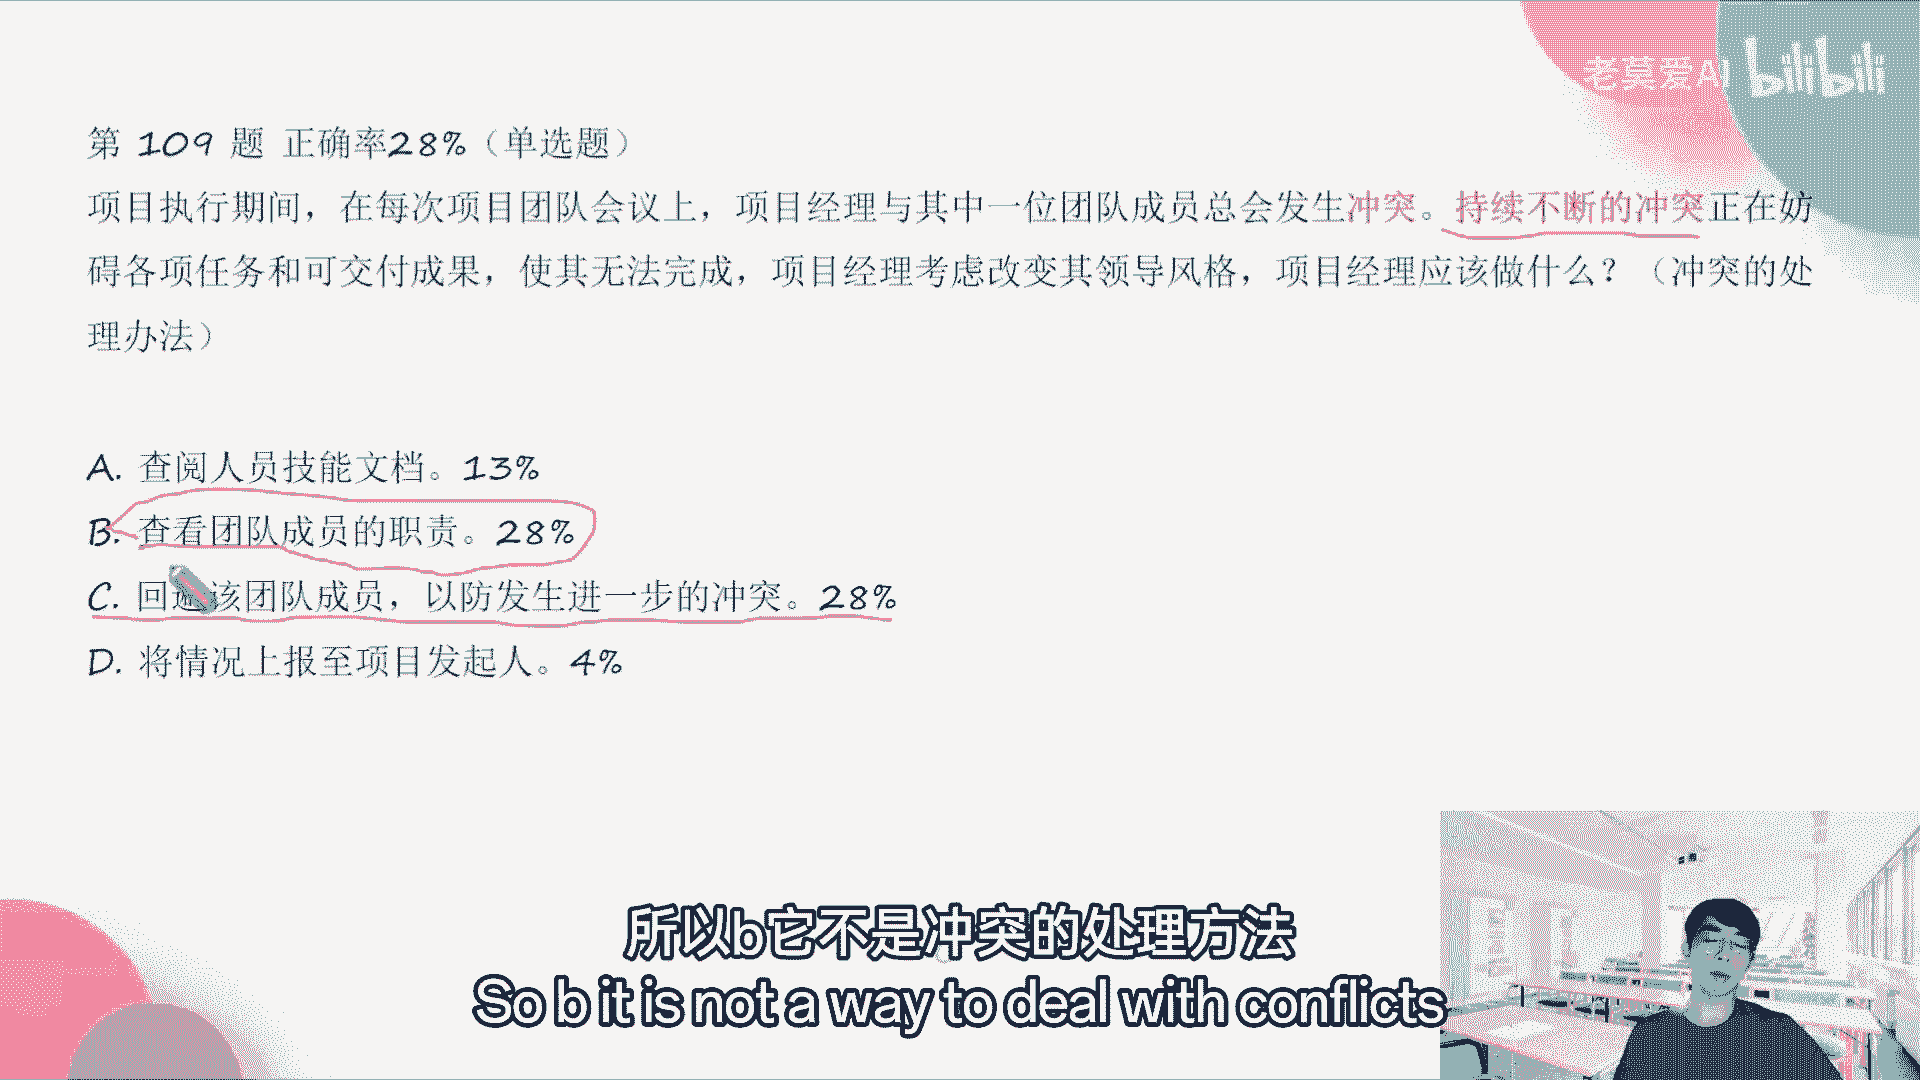 老莫爱AI bilibili
第 109 题 正确率28%（单选题）
项目执行期间，在每次项目团队会议上，项目经理与其中一位团队成员总会发生冲突。持续不断的冲突正在妨
碍各项任务和可交付成果，使其无法完成，项目经理考虑改变其领导风格，项目经理应该做什么？（冲突的处
理办法）
A. 查阅人员技能文档。13%
B. 查看团队成员的职责。28%
C. 回避该团队成员，以防发生进一步的冲突。28%
D. 将情况上报至项目发起人。4%
所以b它不是冲突的处理方法
So b it is not a way to deal with conflicts